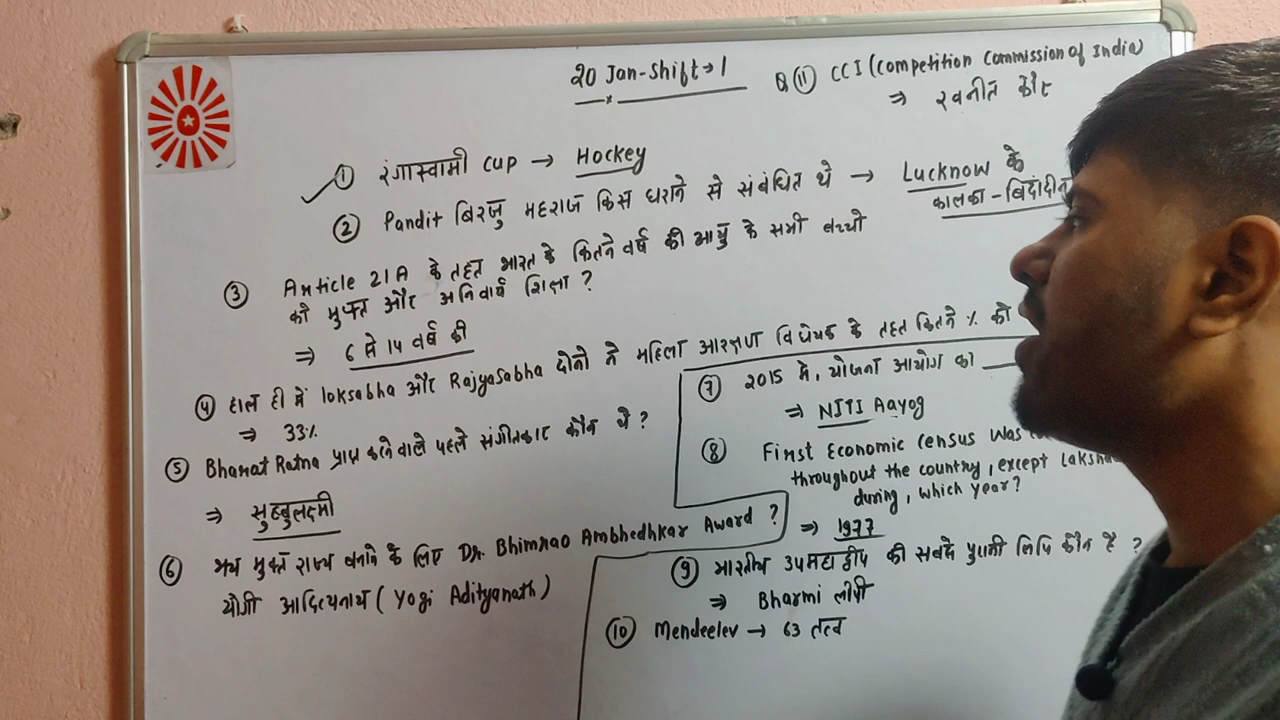 20 Jan-Shift→1
Q (11) CCI (Competition Commission of India)
⇒ रवनीत कौर
(1) रंगास्वामी Cup → Hockey
(2) Pandit बिरजु महराज किस घराने से संबंधित थे → Lucknow के
कालका-बिंदादीन
(3) Article 21A के तहत भारत के कितने वर्ष की आयु के सभी बच्चो
को मुफ्त और अनिवार्य शिक्षा ?
⇒ 6 से 14 वर्ष की
(4) हाल ही में loksabha और Rajyasabha दोनो ने महिला आरक्षण विधेयक के तहत कितने % को
⇒ 33%
(5) Bharat Ratna प्राप्त करने वाले पहले संगीतकार कौन थे ?
⇒ सुब्बुलक्ष्मी
(6) भय मुक्त राज्य बनाने के लिए Dr. Bhimrao Ambhedhkar Award ?
योगी आदित्यनाथ (Yogi Adityanath)
(7) 2015 मे, योजना आयोग का ____
⇒ NITI Aayog
(8) First Economic Census Was
throughout the country, except
during, which year?
⇒ 1977
(9) भारतीय उपमहाद्वीप की सबसे पुरानी लिपि कौन है ?
⇒ Bharmi लीपी
(10) Mendeelev → 63 तत्व